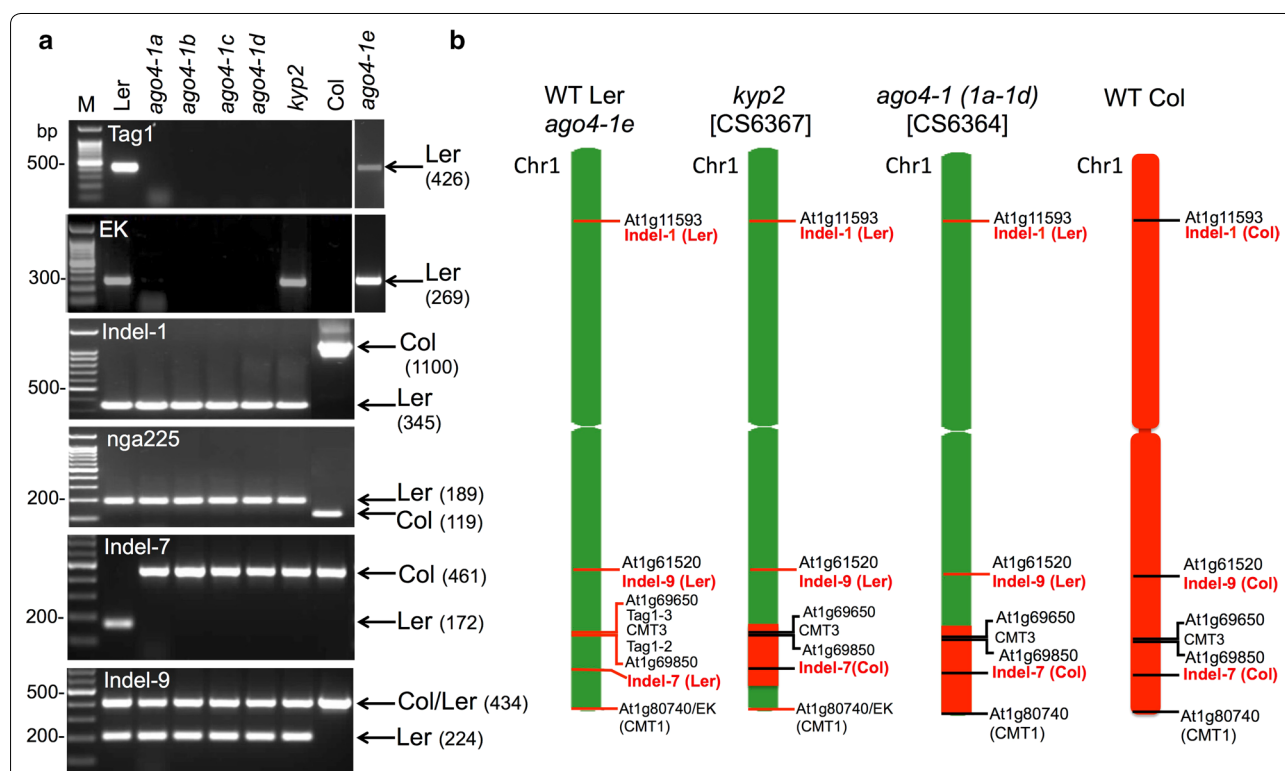 a
M
Ler
ago4-1a
ago4-1b
ago4-1c
ago4-1d
kyp2
Col
ago4-1e
bp
Tag1
500-
Ler
(426)
EK
300-
Ler
(269)
Indel-1
Col
(1100)
500-
Ler
(345)
nga225
200-
Ler (189)
Col (119)
Indel-7
Col (461)
200-
Ler (172)
Indel-9
500-
Col/Ler (434)
200-
Ler (224)
b
WT Ler
ago4-1e
Chr1
At1g11593
Indel-1 (Ler)
At1g61520
Indel-9 (Ler)
At1g69650
Tag1-3
CMT3
Tag1-2
At1g69850
Indel-7 (Ler)
At1g80740/EK
(CMT1)
kyp2
[CS6367]
Chr1
At1g11593
Indel-1 (Ler)
At1g61520
Indel-9 (Ler)
At1g69650
CMT3
At1g69850
Indel-7(Col)
At1g80740/EK
(CMT1)
ago4-1 (1a-1d)
[CS6364]
Chr1
At1g11593
Indel-1 (Ler)
At1g61520
Indel-9 (Ler)
At1g69650
CMT3
At1g69850
Indel-7 (Col)
At1g80740
(CMT1)
WT Col
Chr1
At1g11593
Indel-1 (Col)
At1g61520
Indel-9 (Col)
At1g69650
CMT3
At1g69850
Indel-7 (Col)
At1g80740
(CMT1)